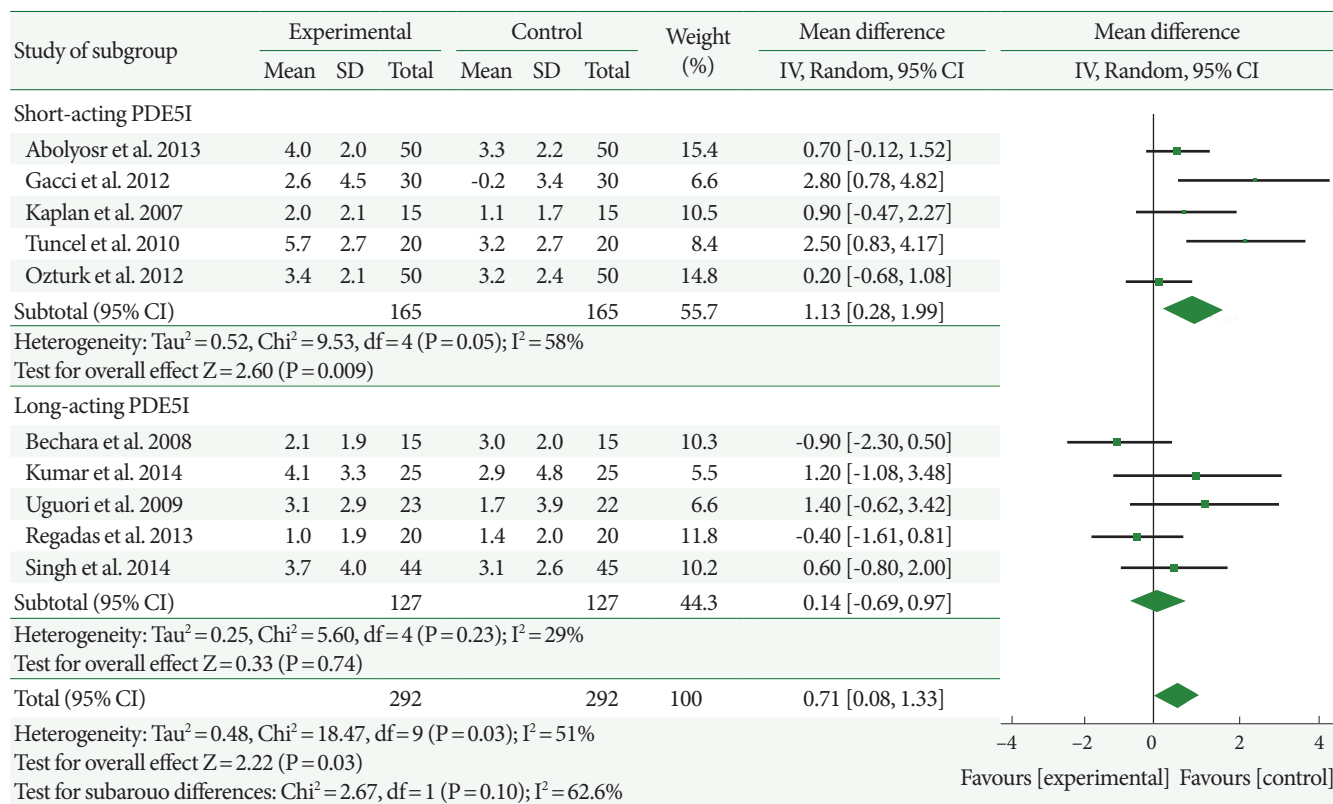 Study of subgroup Experimental Control Weight (%) Mean difference Mean difference
Mean SD Total Mean SD Total IV, Random, 95% CI IV, Random, 95% CI
Short-acting PDE5I
Abolyosr et al. 2013 4.0 2.0 50 3.3 2.2 50 15.4 0.70 [-0.12, 1.52]
Gacci et al. 2012 2.6 4.5 30 -0.2 3.4 30 6.6 2.80 [0.78, 4.82]
Kaplan et al. 2007 2.0 2.1 15 1.1 1.7 15 10.5 0.90 [-0.47, 2.27]
Tuncel et al. 2010 5.7 2.7 20 3.2 2.7 20 8.4 2.50 [0.83, 4.17]
Ozturk et al. 2012 3.4 2.1 50 3.2 2.4 50 14.8 0.20 [-0.68, 1.08]
Subtotal (95% CI) 165 165 55.7 1.13 [0.28, 1.99]
Heterogeneity: Tau² = 0.52, Chi² = 9.53, df = 4 (P = 0.05); I² = 58%
Test for overall effect Z = 2.60 (P = 0.009)
Long-acting PDE5I
Bechara et al. 2008 2.1 1.9 15 3.0 2.0 15 10.3 -0.90 [-2.30, 0.50]
Kumar et al. 2014 4.1 3.3 25 2.9 4.8 25 5.5 1.20 [-1.08, 3.48]
Uguori et al. 2009 3.1 2.9 23 1.7 3.9 22 6.6 1.40 [-0.62, 3.42]
Regadas et al. 2013 1.0 1.9 20 1.4 2.0 20 11.8 -0.40 [-1.61, 0.81]
Singh et al. 2014 3.7 4.0 44 3.1 2.6 45 10.2 0.60 [-0.80, 2.00]
Subtotal (95% CI) 127 127 44.3 0.14 [-0.69, 0.97]
Heterogeneity: Tau² = 0.25, Chi² = 5.60, df = 4 (P = 0.23); I² = 29%
Test for overall effect Z = 0.33 (P = 0.74)
Total (95% CI) 292 292 100 0.71 [0.08, 1.33]
Heterogeneity: Tau² = 0.48, Chi² = 18.47, df = 9 (P = 0.03); I² = 51%
Test for overall effect Z = 2.22 (P = 0.03)
Test for subarouo differences: Chi² = 2.67, df = 1 (P = 0.10); I² = 62.6%
–4 –2 0 2 4
Favours [experimental] Favours [control]